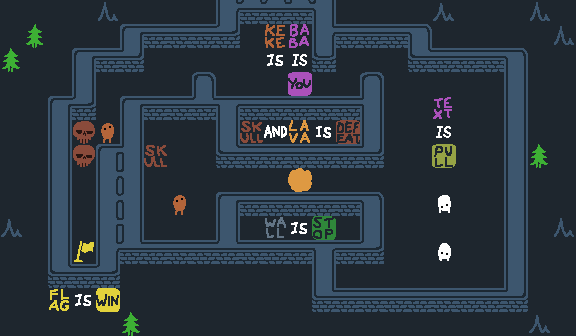 KEKE BABA
IS IS
YOU
TEXT
IS
PULL
SKULL AND LAVA IS DEFEAT
SKULL
WALL IS STOP
FLAG IS WIN